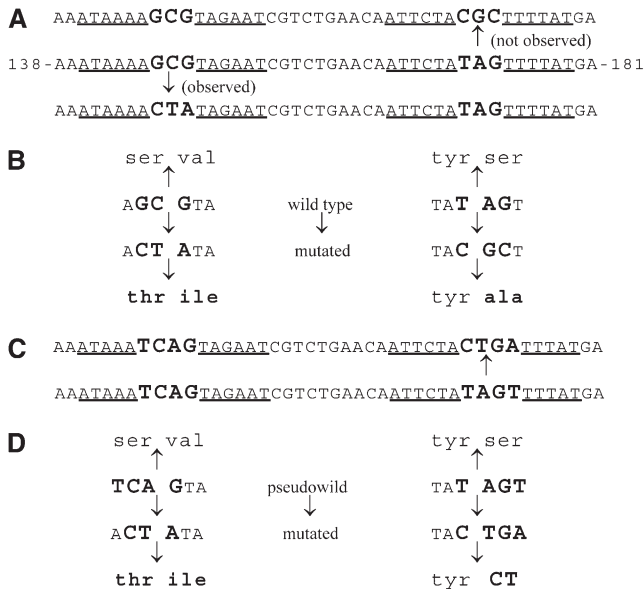 A AAATAAAAGCGTAGAATCGTCTGAACAATTCTACGCTTTTATGA
(not observed)
138-AAATAAAAGCGTAGAATCGTCTGAACAATTCTATAGTTTTATGA-181
(observed)
AAATAAAACTATAGAATCGTCTGAACAATTCTATAGTTTTATGA
B ser val tyr ser
AGC GTA wild type TAT AGT
ACT ATA mutated TAC GCT
thr ile tyr ala
C AAATAAATCAGTAGAATCGTCTGAACAATTCTACTGATTTATGA
AAATAAATCAGTAGAATCGTCTGAACAATTCTATAGTTTTATGA
D ser val tyr ser
TCA GTA pseudowild TAT AGT
ACT ATA mutated TAC TGA
thr ile tyr CT